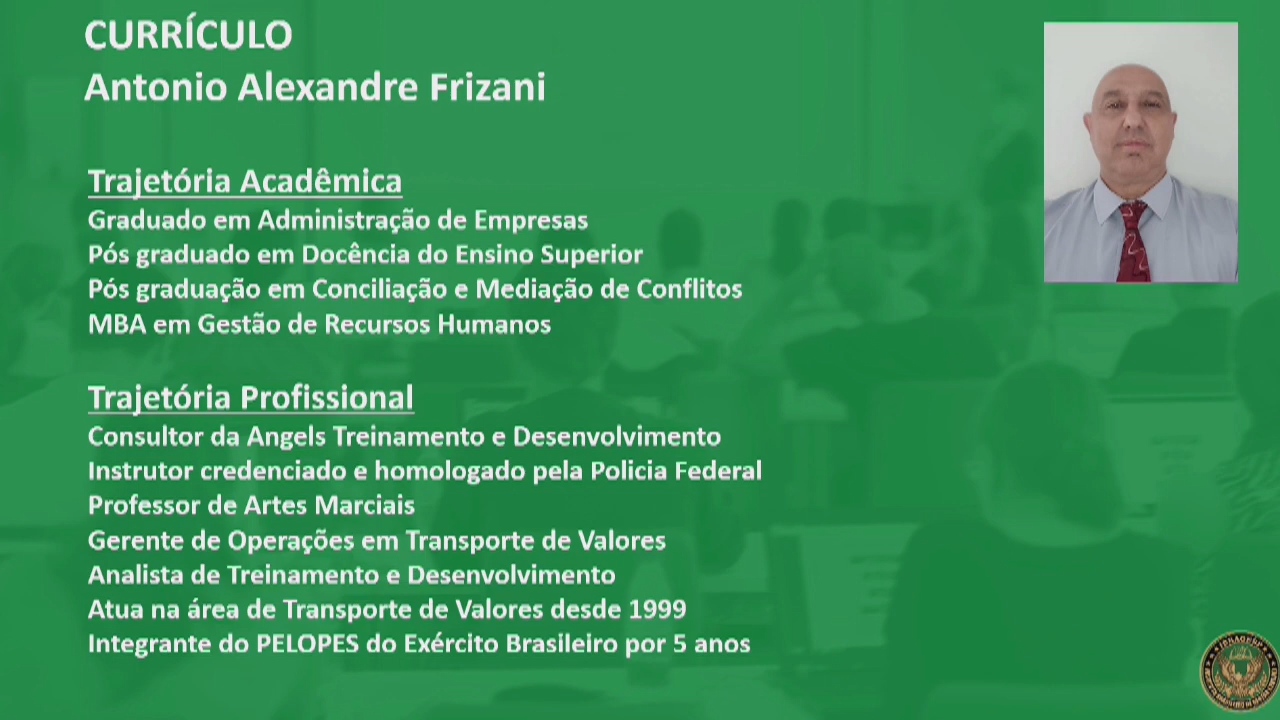 CURRÍCULO
Antonio Alexandre Frizani
Trajetória Acadêmica
Graduado em Administração de Empresas
Pós graduado em Docência do Ensino Superior
Pós graduação em Conciliação e Mediação de Conflitos
MBA em Gestão de Recursos Humanos
Trajetória Profissional
Consultor da Angels Treinamento e Desenvolvimento
Instrutor credenciado e homologado pela Policia Federal
Professor de Artes Marciais
Gerente de Operações em Transporte de Valores
Analista de Treinamento e Desenvolvimento
Atua na área de Transporte de Valores desde 1999
Integrante do PELOPES do Exército Brasileiro por 5 anos